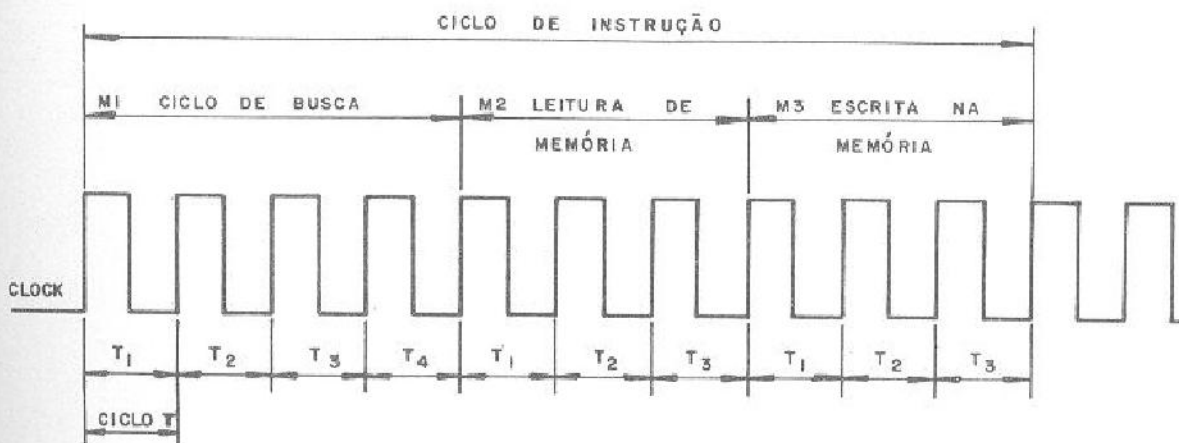 CICLO DE INSTRUÇÃO
M1 CICLO DE BUSCA
M2 LEITURA DE
MEMÓRIA
M3 ESCRITA NA
MEMÓRIA
CLOCK
T1 T2 T3 T4 T1 T2 T3 T1 T2 T3
CICLO T